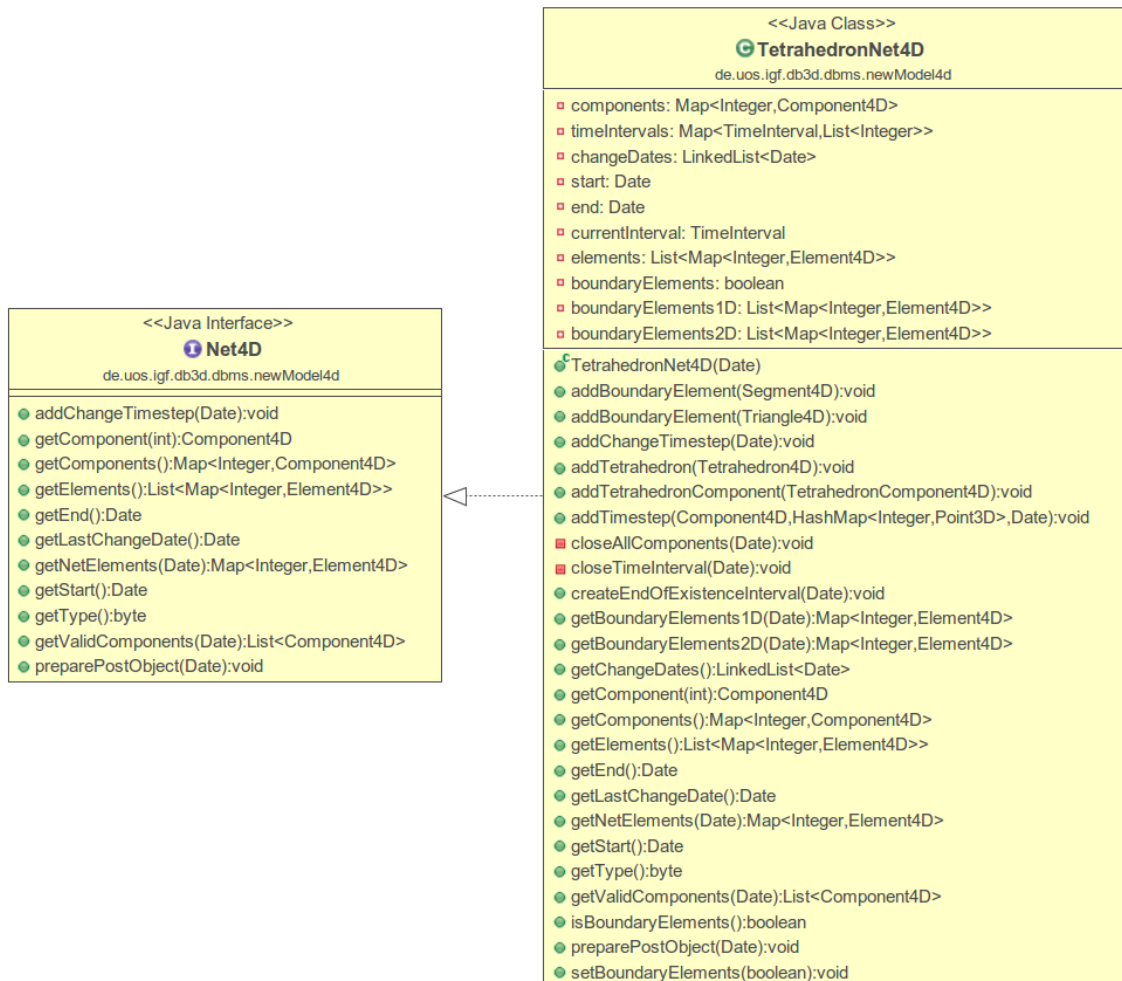 <<Java Interface>>
Net4D
de.uos.igf.db3d.dbms.newModel4d
addChangeTimestep(Date):void
getComponent(int):Component4D
getComponents():Map<Integer,Component4D>
getElements():List<Map<Integer,Element4D>>
getEnd():Date
getLastChangeDate():Date
getNetElements(Date):Map<Integer,Element4D>
getStart():Date
getType():byte
getValidComponents(Date):List<Component4D>
preparePostObject(Date):void
<<Java Class>>
TetrahedronNet4D
de.uos.igf.db3d.dbms.newModel4d
components: Map<Integer,Component4D>
timeIntervals: Map<TimeInterval,List<Integer>>
changeDates: LinkedList<Date>
start: Date
end: Date
currentInterval: TimeInterval
elements: List<Map<Integer,Element4D>>
boundaryElements: boolean
boundaryElements1D: List<Map<Integer,Element4D>>
boundaryElements2D: List<Map<Integer,Element4D>>
TetrahedronNet4D(Date)
addBoundaryElement(Segment4D):void
addBoundaryElement(Triangle4D):void
addChangeTimestep(Date):void
addTetrahedron(Tetrahedron4D):void
addTetrahedronComponent(TetrahedronComponent4D):void
addTimestep(Component4D,HashMap<Integer,Point3D>,Date):void
closeAllComponents(Date):void
closeTimeInterval(Date):void
createEndOfExistenceInterval(Date):void
getBoundaryElements1D(Date):Map<Integer,Element4D>
getBoundaryElements2D(Date):Map<Integer,Element4D>
getChangeDates():LinkedList<Date>
getComponent(int):Component4D
getComponents():Map<Integer,Component4D>
getElements():List<Map<Integer,Element4D>>
getEnd():Date
getLastChangeDate():Date
getNetElements(Date):Map<Integer,Element4D>
getStart():Date
getType():byte
getValidComponents(Date):List<Component4D>
isBoundaryElements():boolean
preparePostObject(Date):void
setBoundaryElements(boolean):void